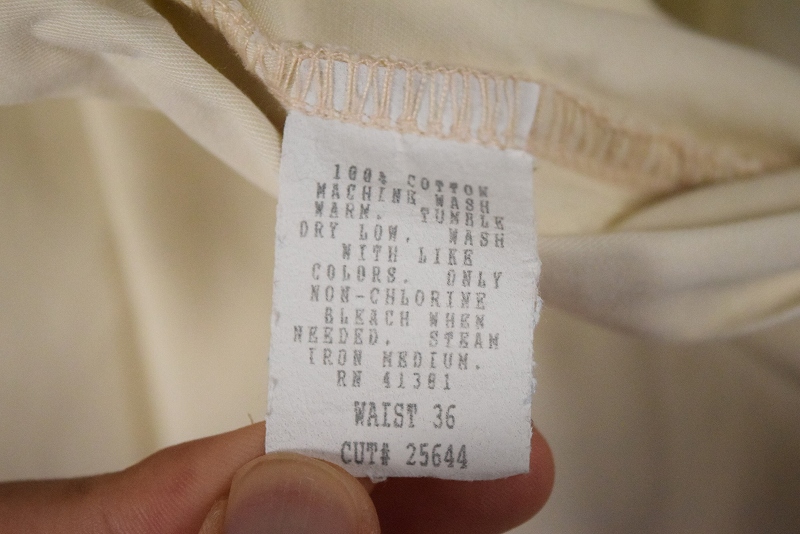 100% COTTON
MACHINE WASH
WARM. TUMBLE
DRY LOW. WASH
WITH LIKE
COLORS. ONLY
NON-CHLORINE
BLEACH WHEN
NEEDED. STEAM
IRON MEDIUM.
RN 41381
WAIST 36
CUT# 25644